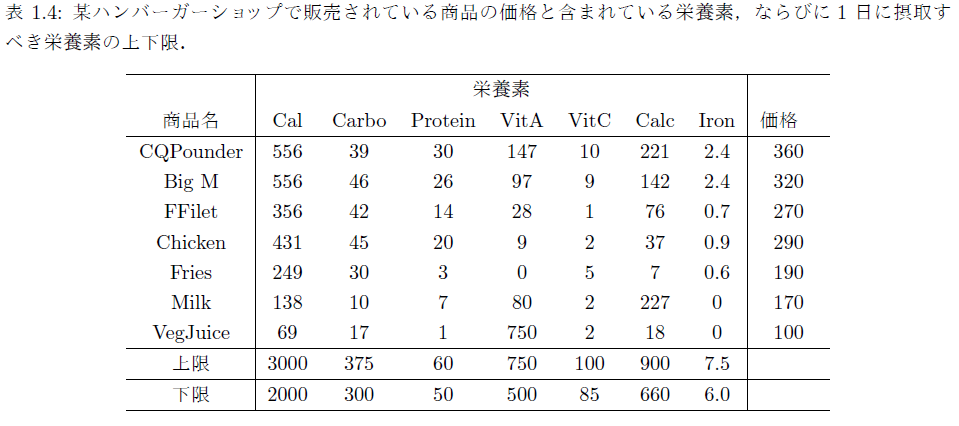 表 1.4: 某ハンバーガーショップで販売されている商品の価格と含まれている栄養素，ならびに 1 日に摂取す
べき栄養素の上下限．
栄養素
商品名 Cal Carbo Protein VitA VitC Calc Iron 価格
CQPounder 556 39 30 147 10 221 2.4 360
Big M 556 46 26 97 9 142 2.4 320
FFilet 356 42 14 28 1 76 0.7 270
Chicken 431 45 20 9 2 37 0.9 290
Fries 249 30 3 0 5 7 0.6 190
Milk 138 10 7 80 2 227 0 170
VegJuice 69 17 1 750 2 18 0 100
上限 3000 375 60 750 100 900 7.5
下限 2000 300 50 500 85 660 6.0